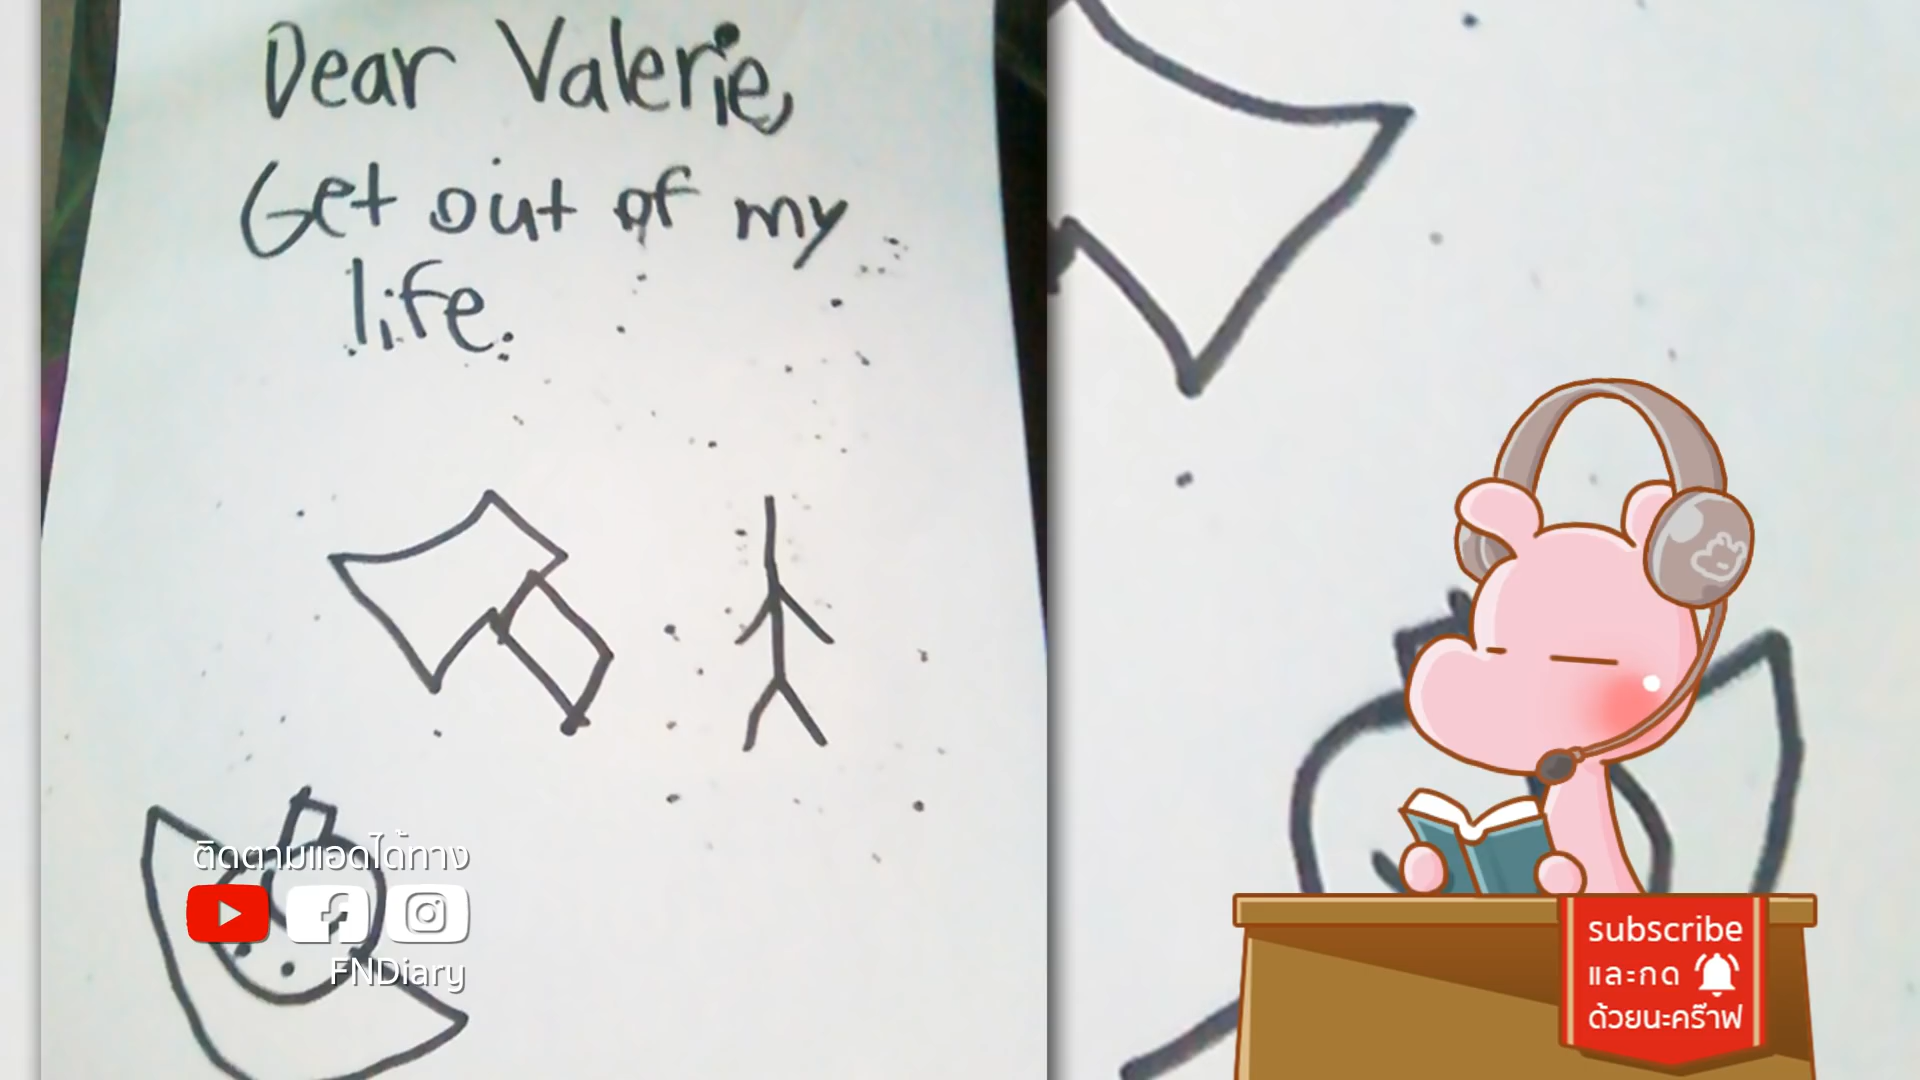 Dear Valerie,
Get out of my
life.
ติดตามแอดได้ทาง
FNDiary
subscribe
และกด
ด้วยนะคร๊าฟ